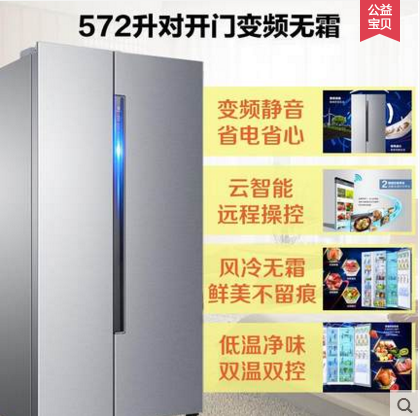 572升对开门变频无霜
公益
宝贝
变频静音
省电省心
云智能
远程操控
风冷无霜
鲜美不留痕
低温净味
双温双控